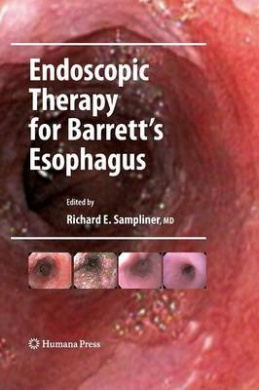 Endoscopic
Therapy
for Barrett's
Esophagus
Edited by
Richard E. Sampliner, MD
Humana Press